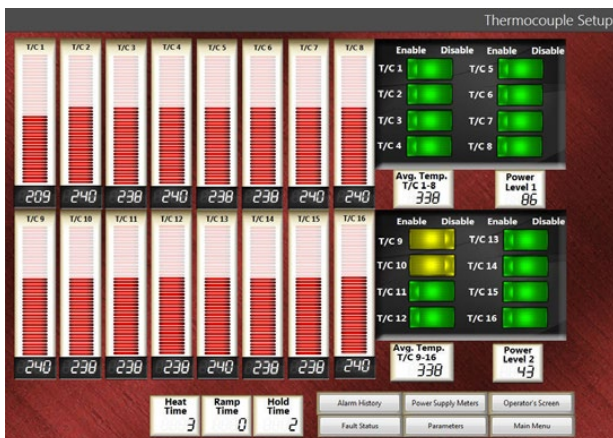 Thermocouple Setup
T/C 1 T/C 2 T/C 3 T/C 4 T/C 5 T/C 6 T/C 7 T/C 8
209 240 238 240 238 238 240 238
Enable Disable Enable Disable
T/C 1 T/C 5
T/C 2 T/C 6
T/C 3 T/C 7
T/C 4 T/C 8
Avg. Temp.
T/C 1-8
338
Power
Level 1
86
T/C 9 T/C 10 T/C 11 T/C 12 T/C 13 T/C 14 T/C 15 T/C 16
240 238 238 238 240 238 238 240
Enable Disable Enable Disable
T/C 9 T/C 13
T/C 10 T/C 14
T/C 11 T/C 15
T/C 12 T/C 16
Avg. Temp.
T/C 9-16
338
Power
Level 2
43
Heat
Time
3
Ramp
Time
0
Hold
Time
2
Alarm History Power Supply Meters Operator's Screen
Fault Status Parameters Main Menu